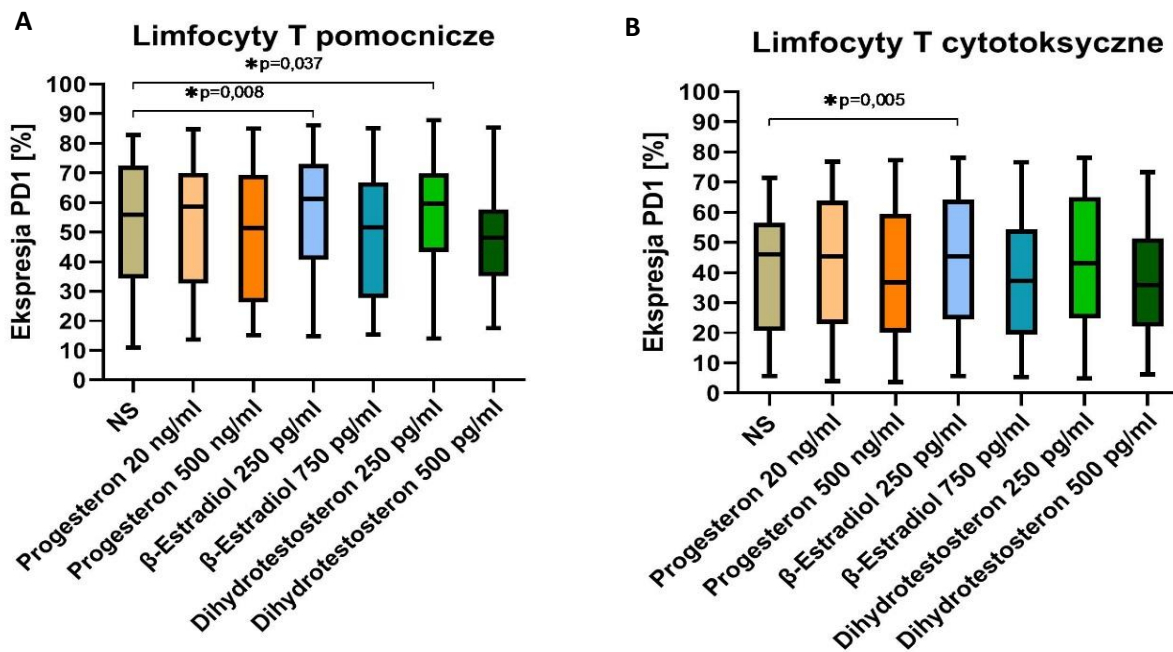 A
Limfocyty T pomocnicze
*p=0,037
*p=0,008
Ekspresja PD1 [%]
100
90
80
70
60
50
40
30
20
10
0
NS
Progesteron 20 ng/ml
Progesteron 500 ng/ml
β-Estradiol 250 pg/ml
β-Estradiol 750 pg/ml
Dihydrotestosteron 250 pg/ml
Dihydrotestosteron 500 pg/ml
B
Limfocyty T cytotoksyczne
*p=0,005
Ekspresja PD1 [%]
100
90
80
70
60
50
40
30
20
10
0
NS
Progesteron 20 ng/ml
Progesteron 500 ng/ml
β-Estradiol 250 pg/ml
β-Estradiol 750 pg/ml
Dihydrotestosteron 250 pg/ml
Dihydrotestosteron 500 pg/ml